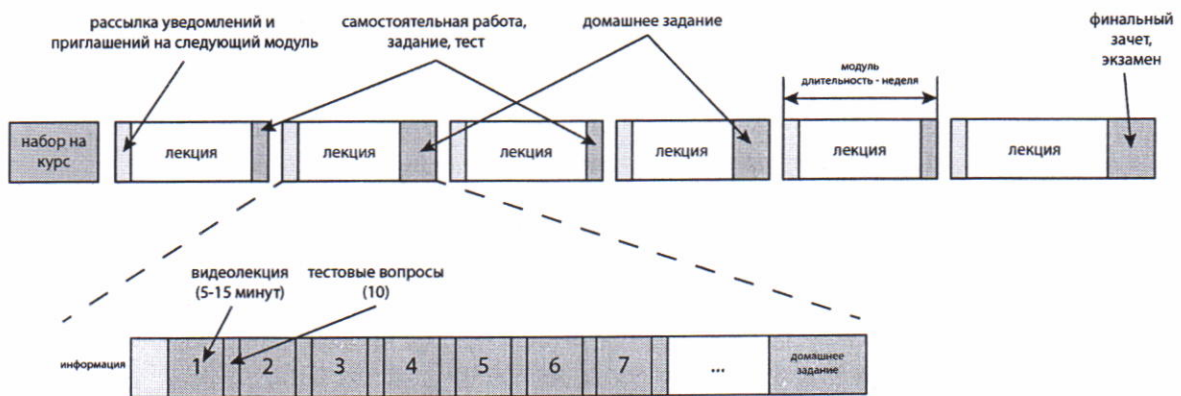 рассылка уведомлений и
приглашений на следующий модуль
самостоятельная работа,
задание, тест
домашнее задание
финальный
зачет,
экзамен
модуль
длительность - неделя
набор на
курс
лекция
лекция
лекция
лекция
лекция
лекция
видеолекция
(5-15 минут)
тестовые вопросы
(10)
информация
1
2
3
4
5
6
7
...
домашнее
задание